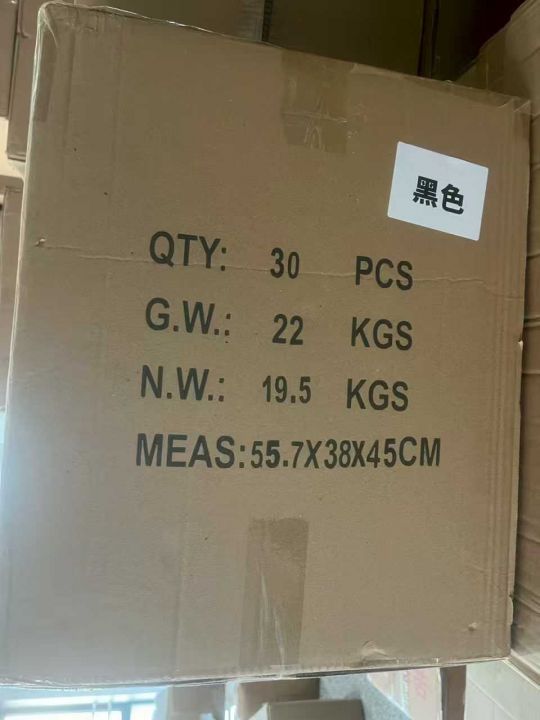 黑色
QTY: 30 PCS
G.W.: 22 KGS
N.W.: 19.5 KGS
MEAS:55.7X38X45CM